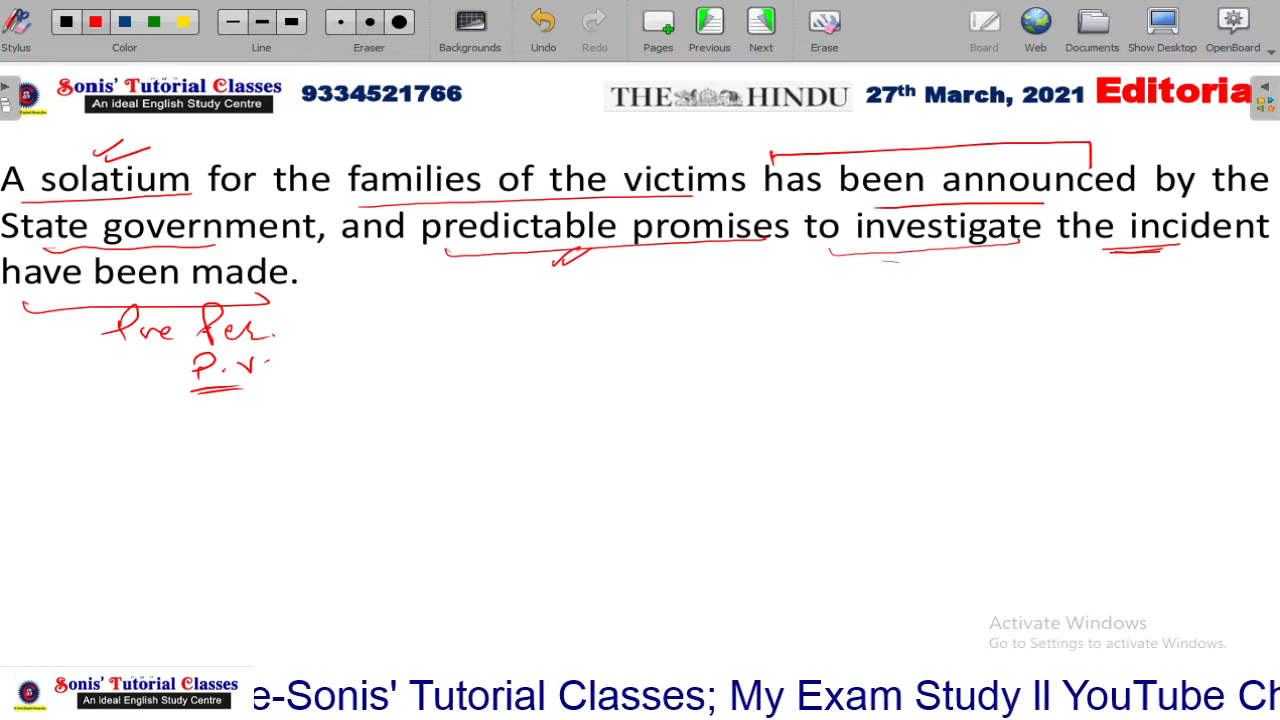 Stylus Color Line Eraser Backgrounds Undo Redo Pages Previous Next Erase Board Web Documents Show Desktop OpenBoard
Sonis' Tutorial Classes
An ideal English Study Centre
9334521766
THE HINDU
27th March, 2021
Editoria
A solatium for the families of the victims has been announced by the
State government, and predictable promises to investigate the incident
have been made.
Pre Per.
P. V.
Activate Windows
Go to Settings to activate Windows.
Sonis' Tutorial Classes
An ideal English Study Centre
e-Sonis' Tutorial Classes; My Exam Study ll YouTube Ch